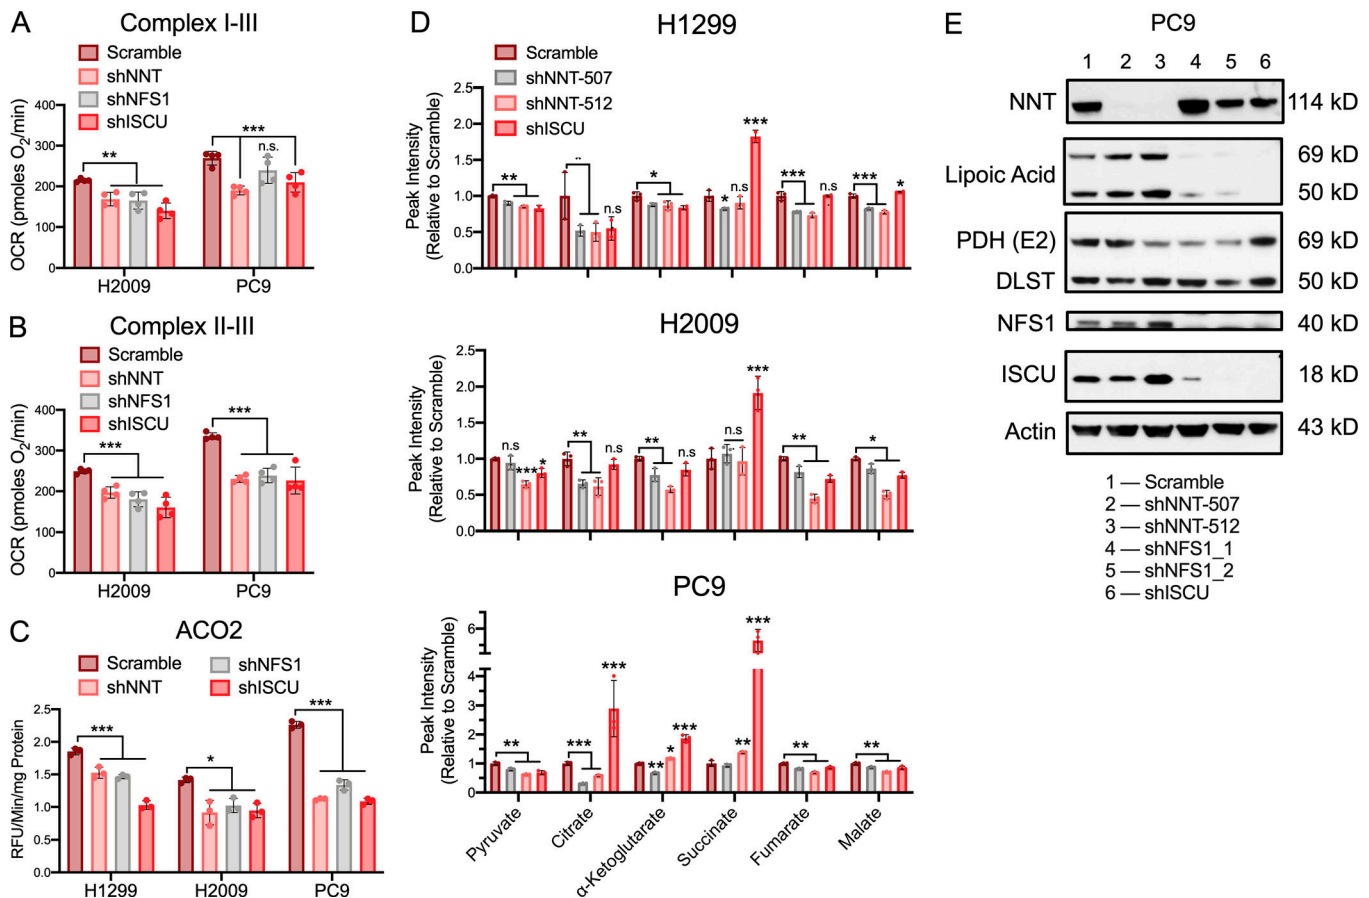 A
Complex I-III
Scramble
shNNT
shNFS1
shISCU
OCR (pmoles O2/min)
400
300
200
100
0
**
***
n.s.
H2009
PC9
B
Complex II-III
Scramble
shNNT
shNFS1
shISCU
OCR (pmoles O2/min)
400
300
200
100
0
***
***
H2009
PC9
C
ACO2
Scramble
shNNT
shNFS1
shISCU
RFU/Min/mg Protein
2.5
2.0
1.5
1.0
0.5
0.0
***
*
***
H1299
H2009
PC9
D
H1299
Scramble
shNNT-507
shNNT-512
shISCU
Peak Intensity
(Relative to Scramble)
2.5
2.0
1.5
1.0
0.5
0.0
** n.s * * n.s *** *** n.s *** *
H2009
Peak Intensity
(Relative to Scramble)
2.5
2.0
1.5
1.0
0.5
0.0
n.s *** * ** n.s ** n.s n.s *** ** *
PC9
Peak Intensity
(Relative to Scramble)
6
4
3
2
1
0
** *** *** ** * *** ** *** ** **
Pyruvate
Citrate
α-Ketoglutarate
Succinate
Fumarate
Malate
E
PC9
1 2 3 4 5 6
NNT 114 kD
Lipoic Acid 69 kD
50 kD
PDH (E2) 69 kD
DLST 50 kD
NFS1 40 kD
ISCU 18 kD
Actin 43 kD
1 — Scramble
2 — shNNT-507
3 — shNNT-512
4 — shNFS1_1
5 — shNFS1_2
6 — shISCU